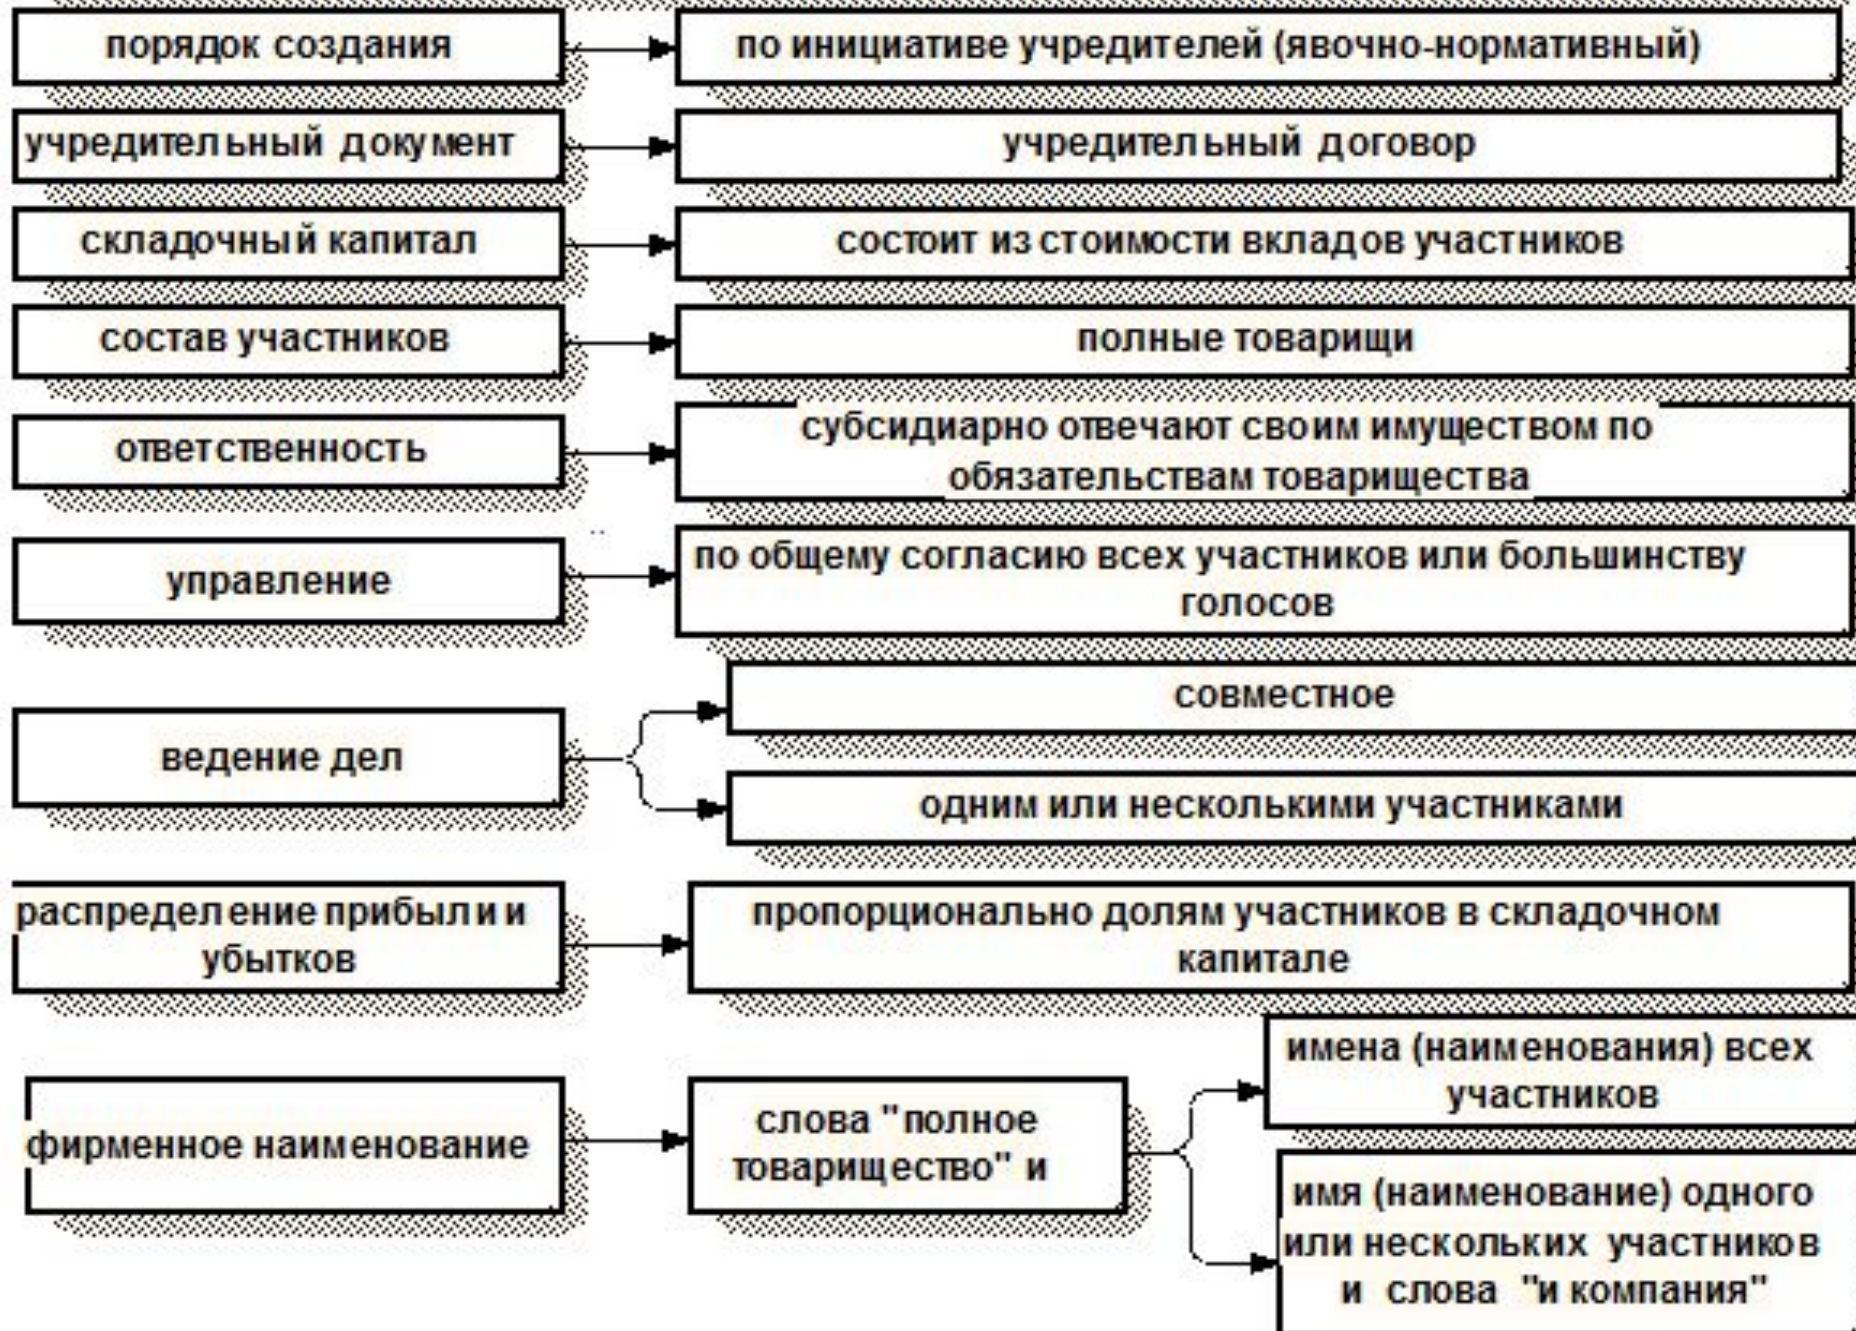 порядок создания
по инициативе учредителей (явочно-нормативный)
учредительный документ
учредительный договор
складочный капитал
состоит из стоимости вкладов участников
состав участников
полные товарищи
ответственность
субсидиарно отвечают своим имуществом по
обязательствам товарищества
управление
по общему согласию всех участников или большинству
голосов
ведение дел
совместное
одним или несколькими участниками
распределение прибыли и
убытков
пропорционально долям участников в складочном
капитале
фирменное наименование
слова "полное
товарищество" и
имена (наименования) всех
участников
имя (наименование) одного
или нескольких участников
и слова "и компания"